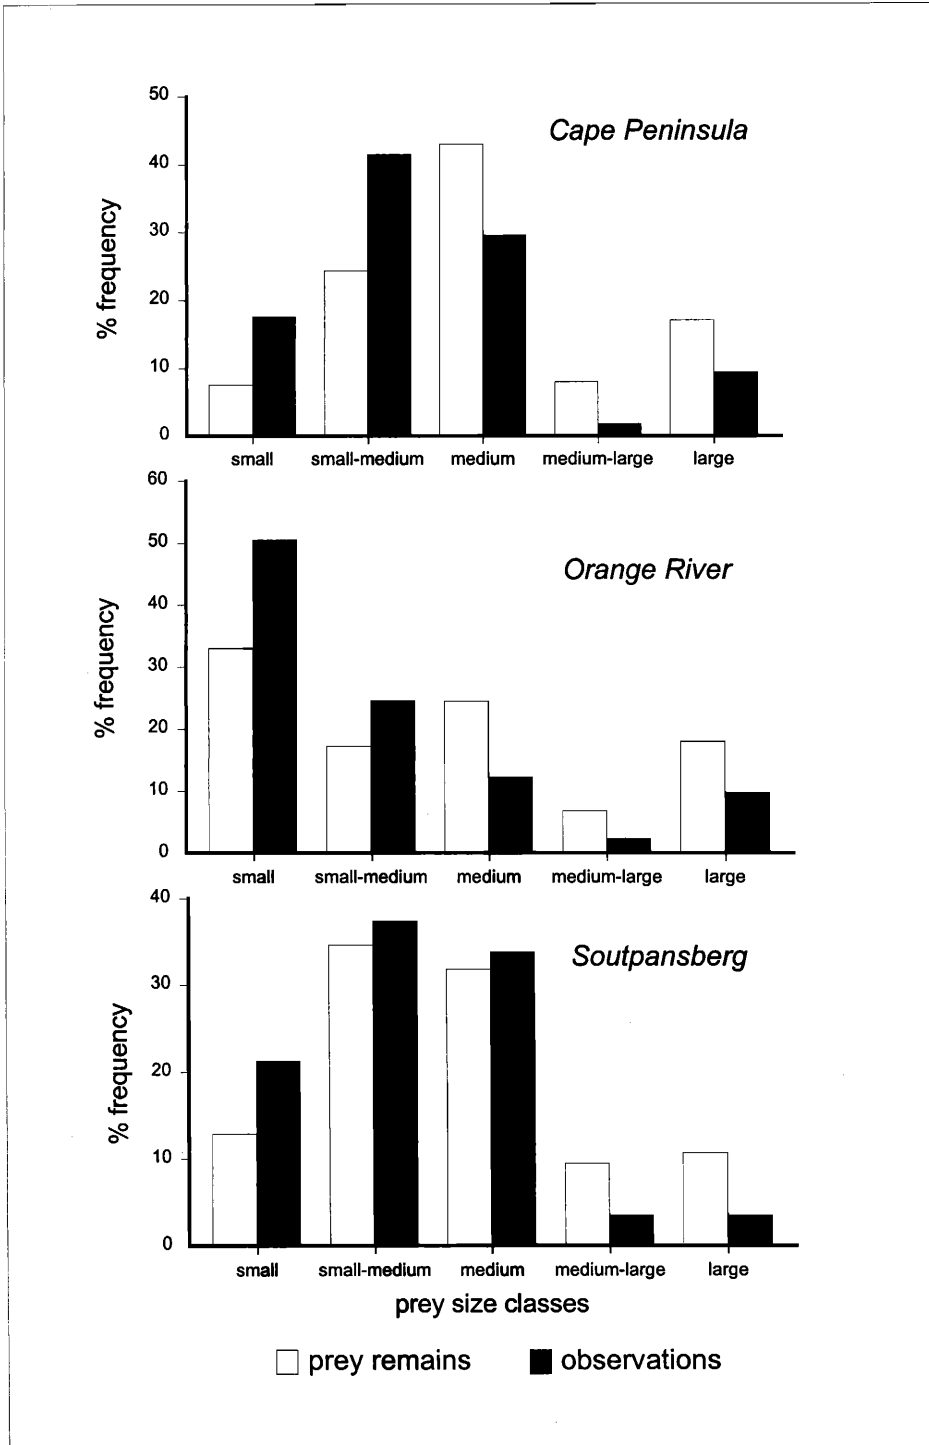 50
Cape Peninsula
40
30
20
10
0
% frequency
small small-medium medium medium-large large
60
50
Orange River
40
30
20
10
0
% frequency
small small-medium medium medium-large large
40
Soutpansberg
30
20
10
0
% frequency
small small-medium medium medium-large large
prey size classes
prey remains observations